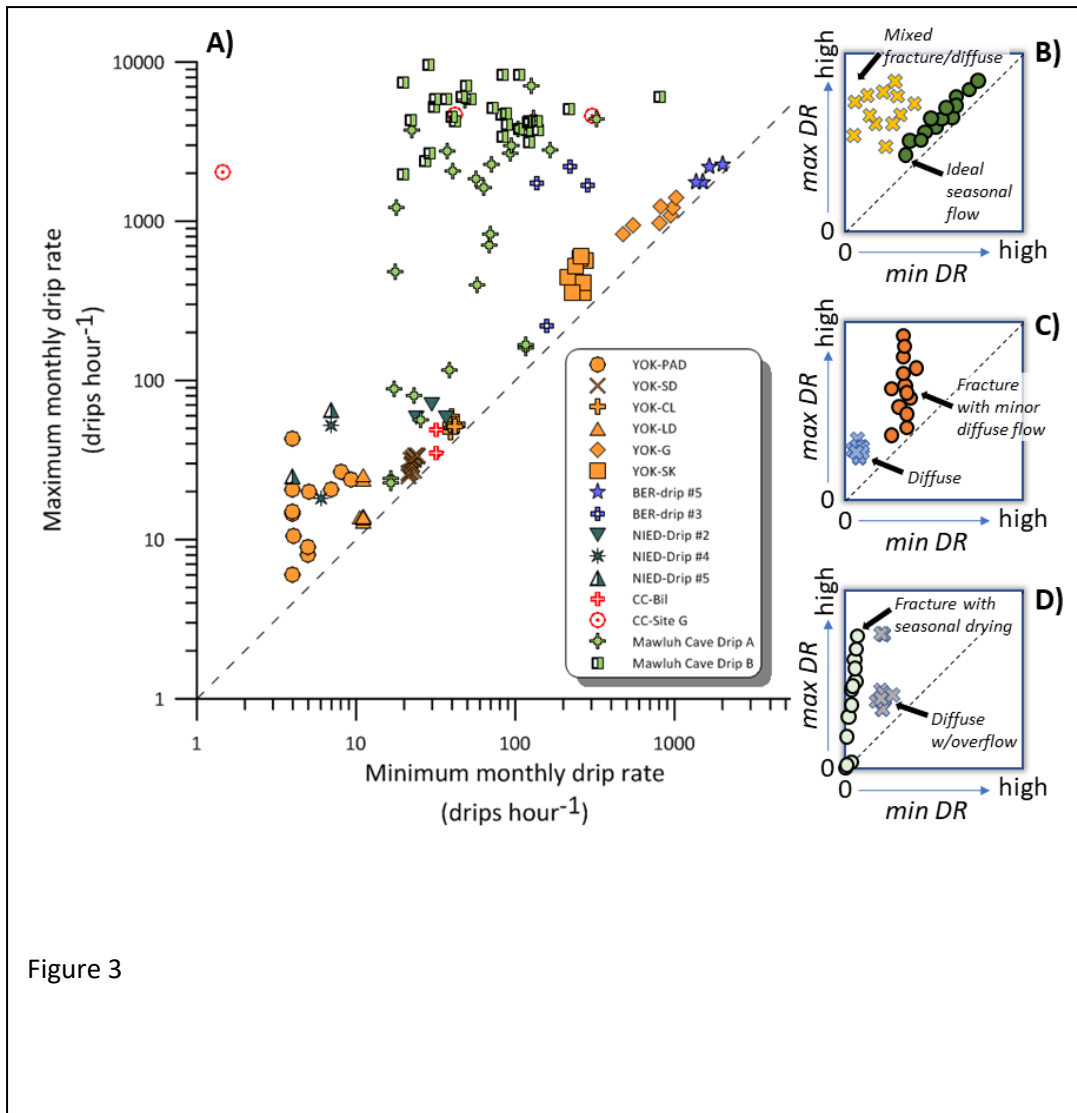 A)
10000
1000
100
10
1
1
10
100
1000
Maximum monthly drip rate
(drips hour-1)
Minimum monthly drip rate
(drips hour-1)
YOK-PAD
YOK-SD
YOK-CL
YOK-LD
YOK-G
YOK-SK
BER-drip #5
BER-drip #3
NIED-Drip #2
NIED-Drip #4
NIED-Drip #5
CC-Bil
CC-Site G
Mawluh Cave Drip A
Mawluh Cave Drip B
B)
Mixed
fracture/diffuse
Ideal
seasonal
flow
high
max DR
0
0
high
min DR
C)
Fracture
with minor
diffuse flow
Diffuse
high
max DR
0
0
high
min DR
D)
Fracture with
seasonal drying
Diffuse
w/overflow
high
max DR
0
0
high
min DR
Figure 3